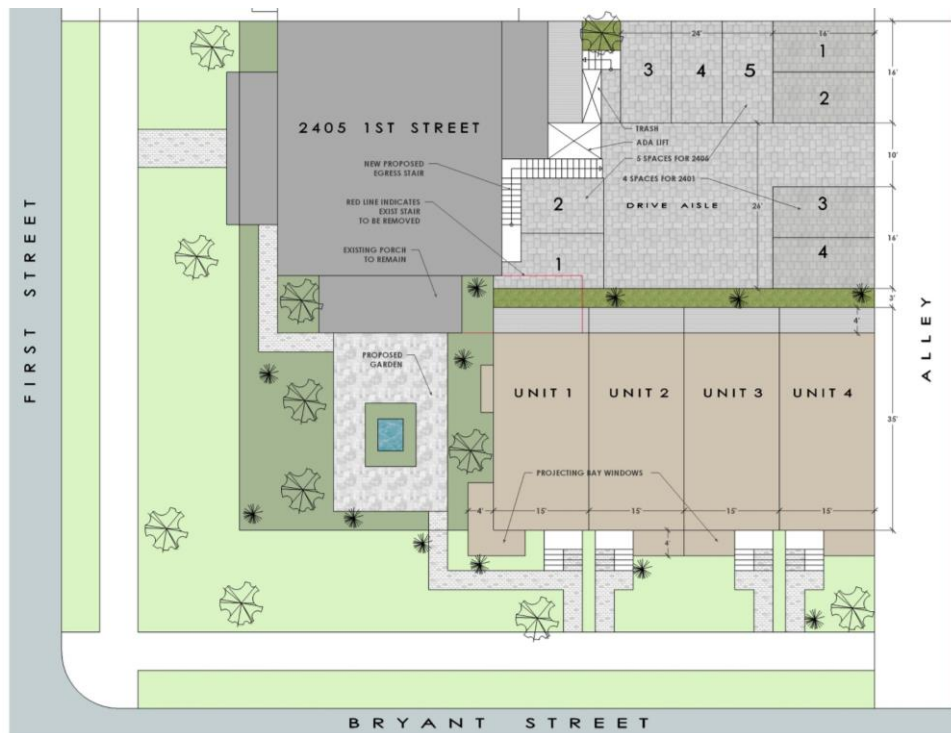 24'
16'
3
4
5
1
2
16'
2405 1ST STREET
TRASH
ADA LIFT
5 SPACES FOR 2405
4 SPACES FOR 2401
10'
NEW PROPOSED
EGRESS STAIR
RED LINE INDICATES
EXIST STAIR
TO BE REMOVED
EXISTING PORCH
TO REMAIN
2
1
DRIVE AISLE
26'
3
4
16'
3'
4'
FIRST STREET
ALLEY
PROPOSED
GARDEN
UNIT 1
UNIT 2
UNIT 3
UNIT 4
35'
PROJECTING BAY WINDOWS
4'
15'
15'
15'
15'
4'
BRYANT STREET